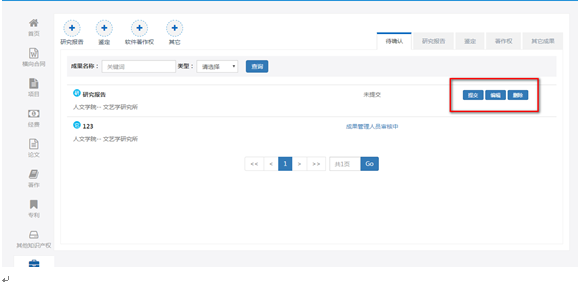 首页
横向合同
项目
经费
论文
著作
专利
其他知识产权
研究报告 鉴定 软件著作权 其它
待确认 研究报告 鉴定 著作权 其它成果
成果名称： 关键词 类型： 请选择 查询
研究报告 未提交 提交 编辑 删除
人文学院-- 文艺学研究所
123 成果管理人员审核中
人文学院-- 文艺学研究所
<< < 1 > >> 共1页 Go